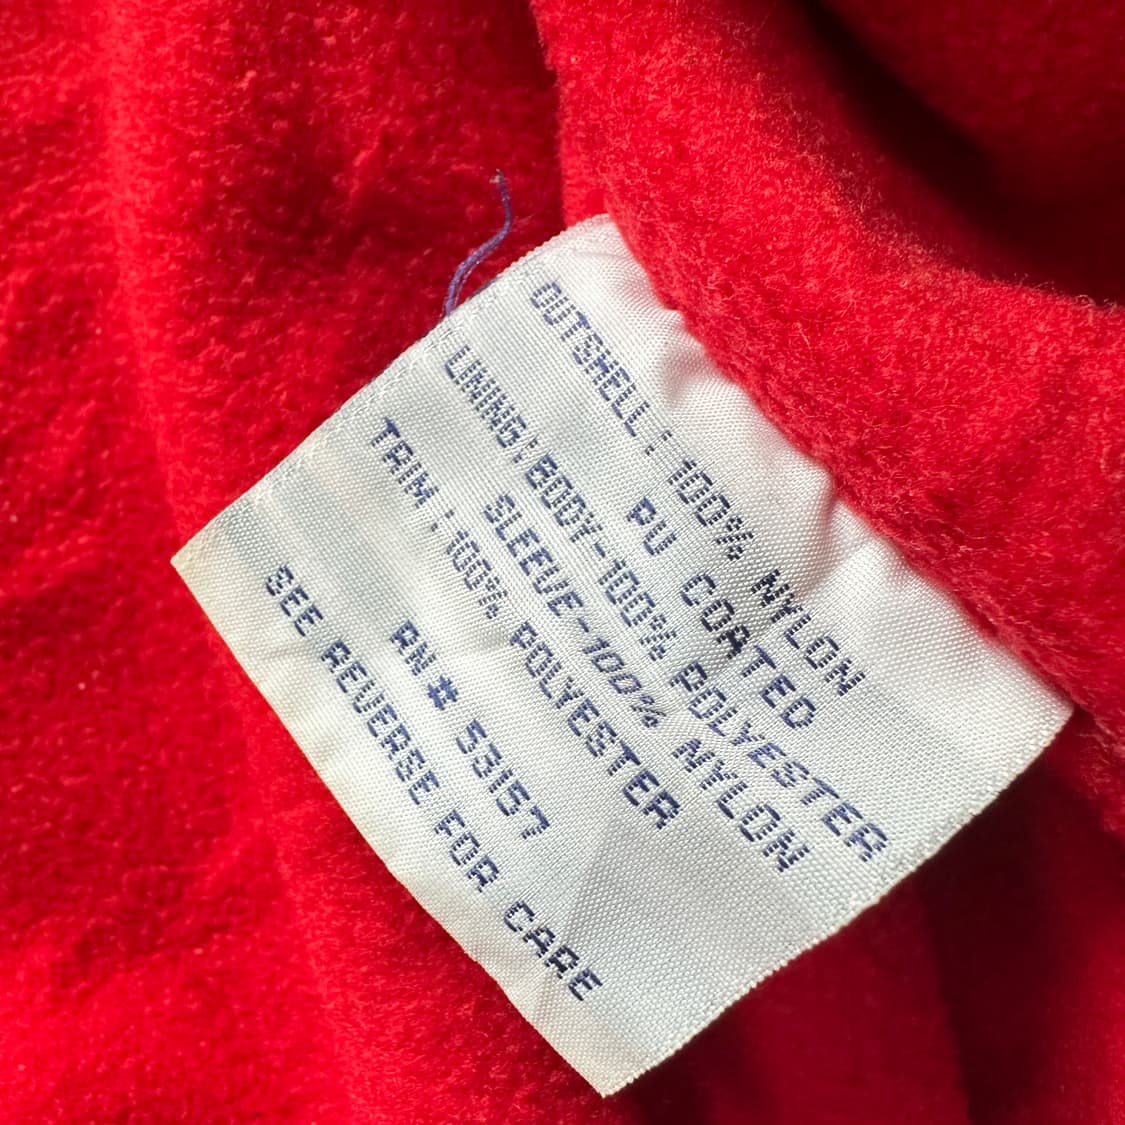 OUTSHELL : 100% NYLON
PU COATED
LINING : BODY-100% POLYESTER
SLEEVE-100% NYLON
TRIM : 100% POLYESTER
RN # 53157
SEE REVERSE FOR CARE